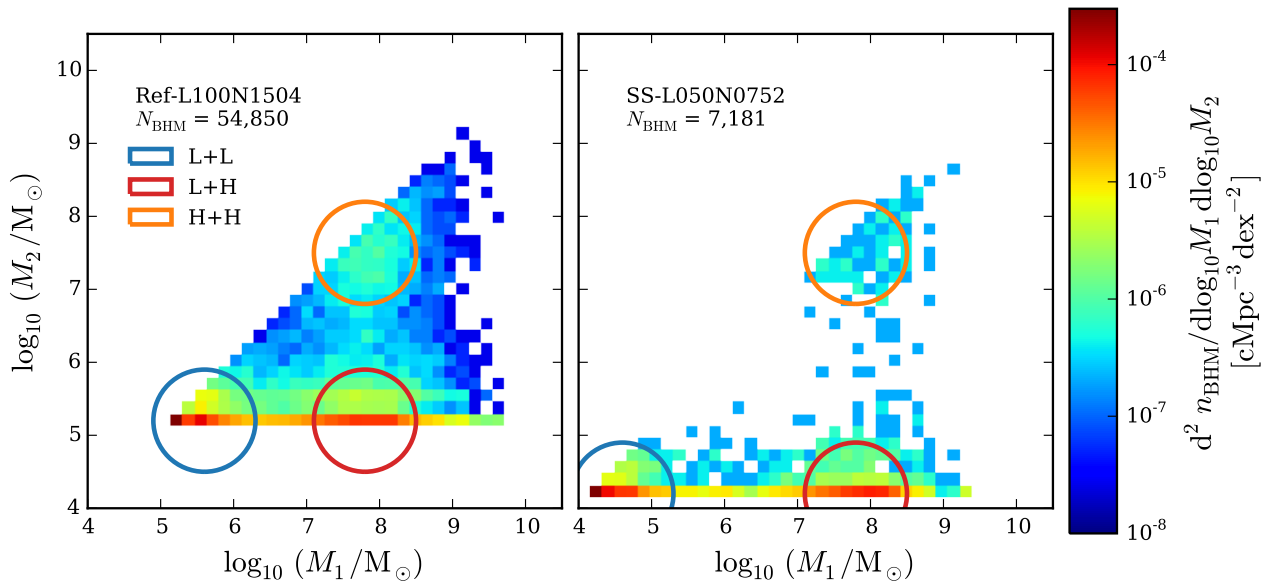 Ref-L100N1504
N_BHM = 54,850
L+L
L+H
H+H
10
9
8
7
6
5
4
4 5 6 7 8 9 10
log₁₀ (M₁/M⊙)
log₁₀ (M₂/M⊙)
SS-L050N0752
N_BHM = 7,181
4 5 6 7 8 9 10
log₁₀ (M₁/M⊙)
10⁻⁴
10⁻⁵
10⁻⁶
10⁻⁷
10⁻⁸
d² n_BHM/dlog₁₀M₁ dlog₁₀M₂
[cMpc⁻³ dex⁻²]